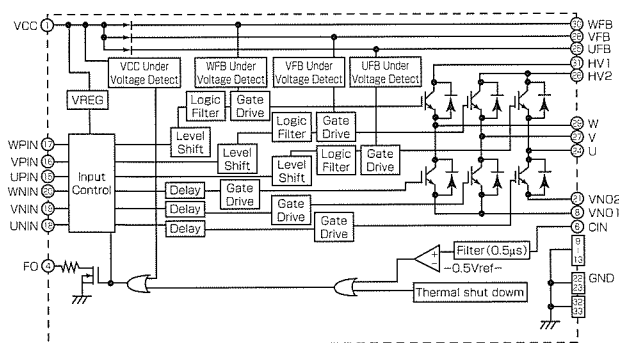 VCC 1
30 WFB
28 VFB
25 UFB
31 HV1
HV2
VCC Under Voltage Detect
WFB Under Voltage Detect
VFB Under Voltage Detect
UFB Under Voltage Detect
VREG
Logic Filter
Gate Drive
Level Shift
Logic Filter
Gate Drive
Level Shift
Logic Filter
Gate Drive
Level Shift
29 W
27 V
24 U
WPIN 17
VPIN 16
UPIN 15
WNIN 20
VNIN 19
UNIN 18
Input Control
Delay
Gate Drive
Delay
Gate Drive
Delay
Gate Drive
21 VNO2
8 VNO1
6 CIN
Filter (0.5μs)
+
−
−0.5Vref−
Thermal shut dawm
FO 4
9
13
22
23
GND
32
33